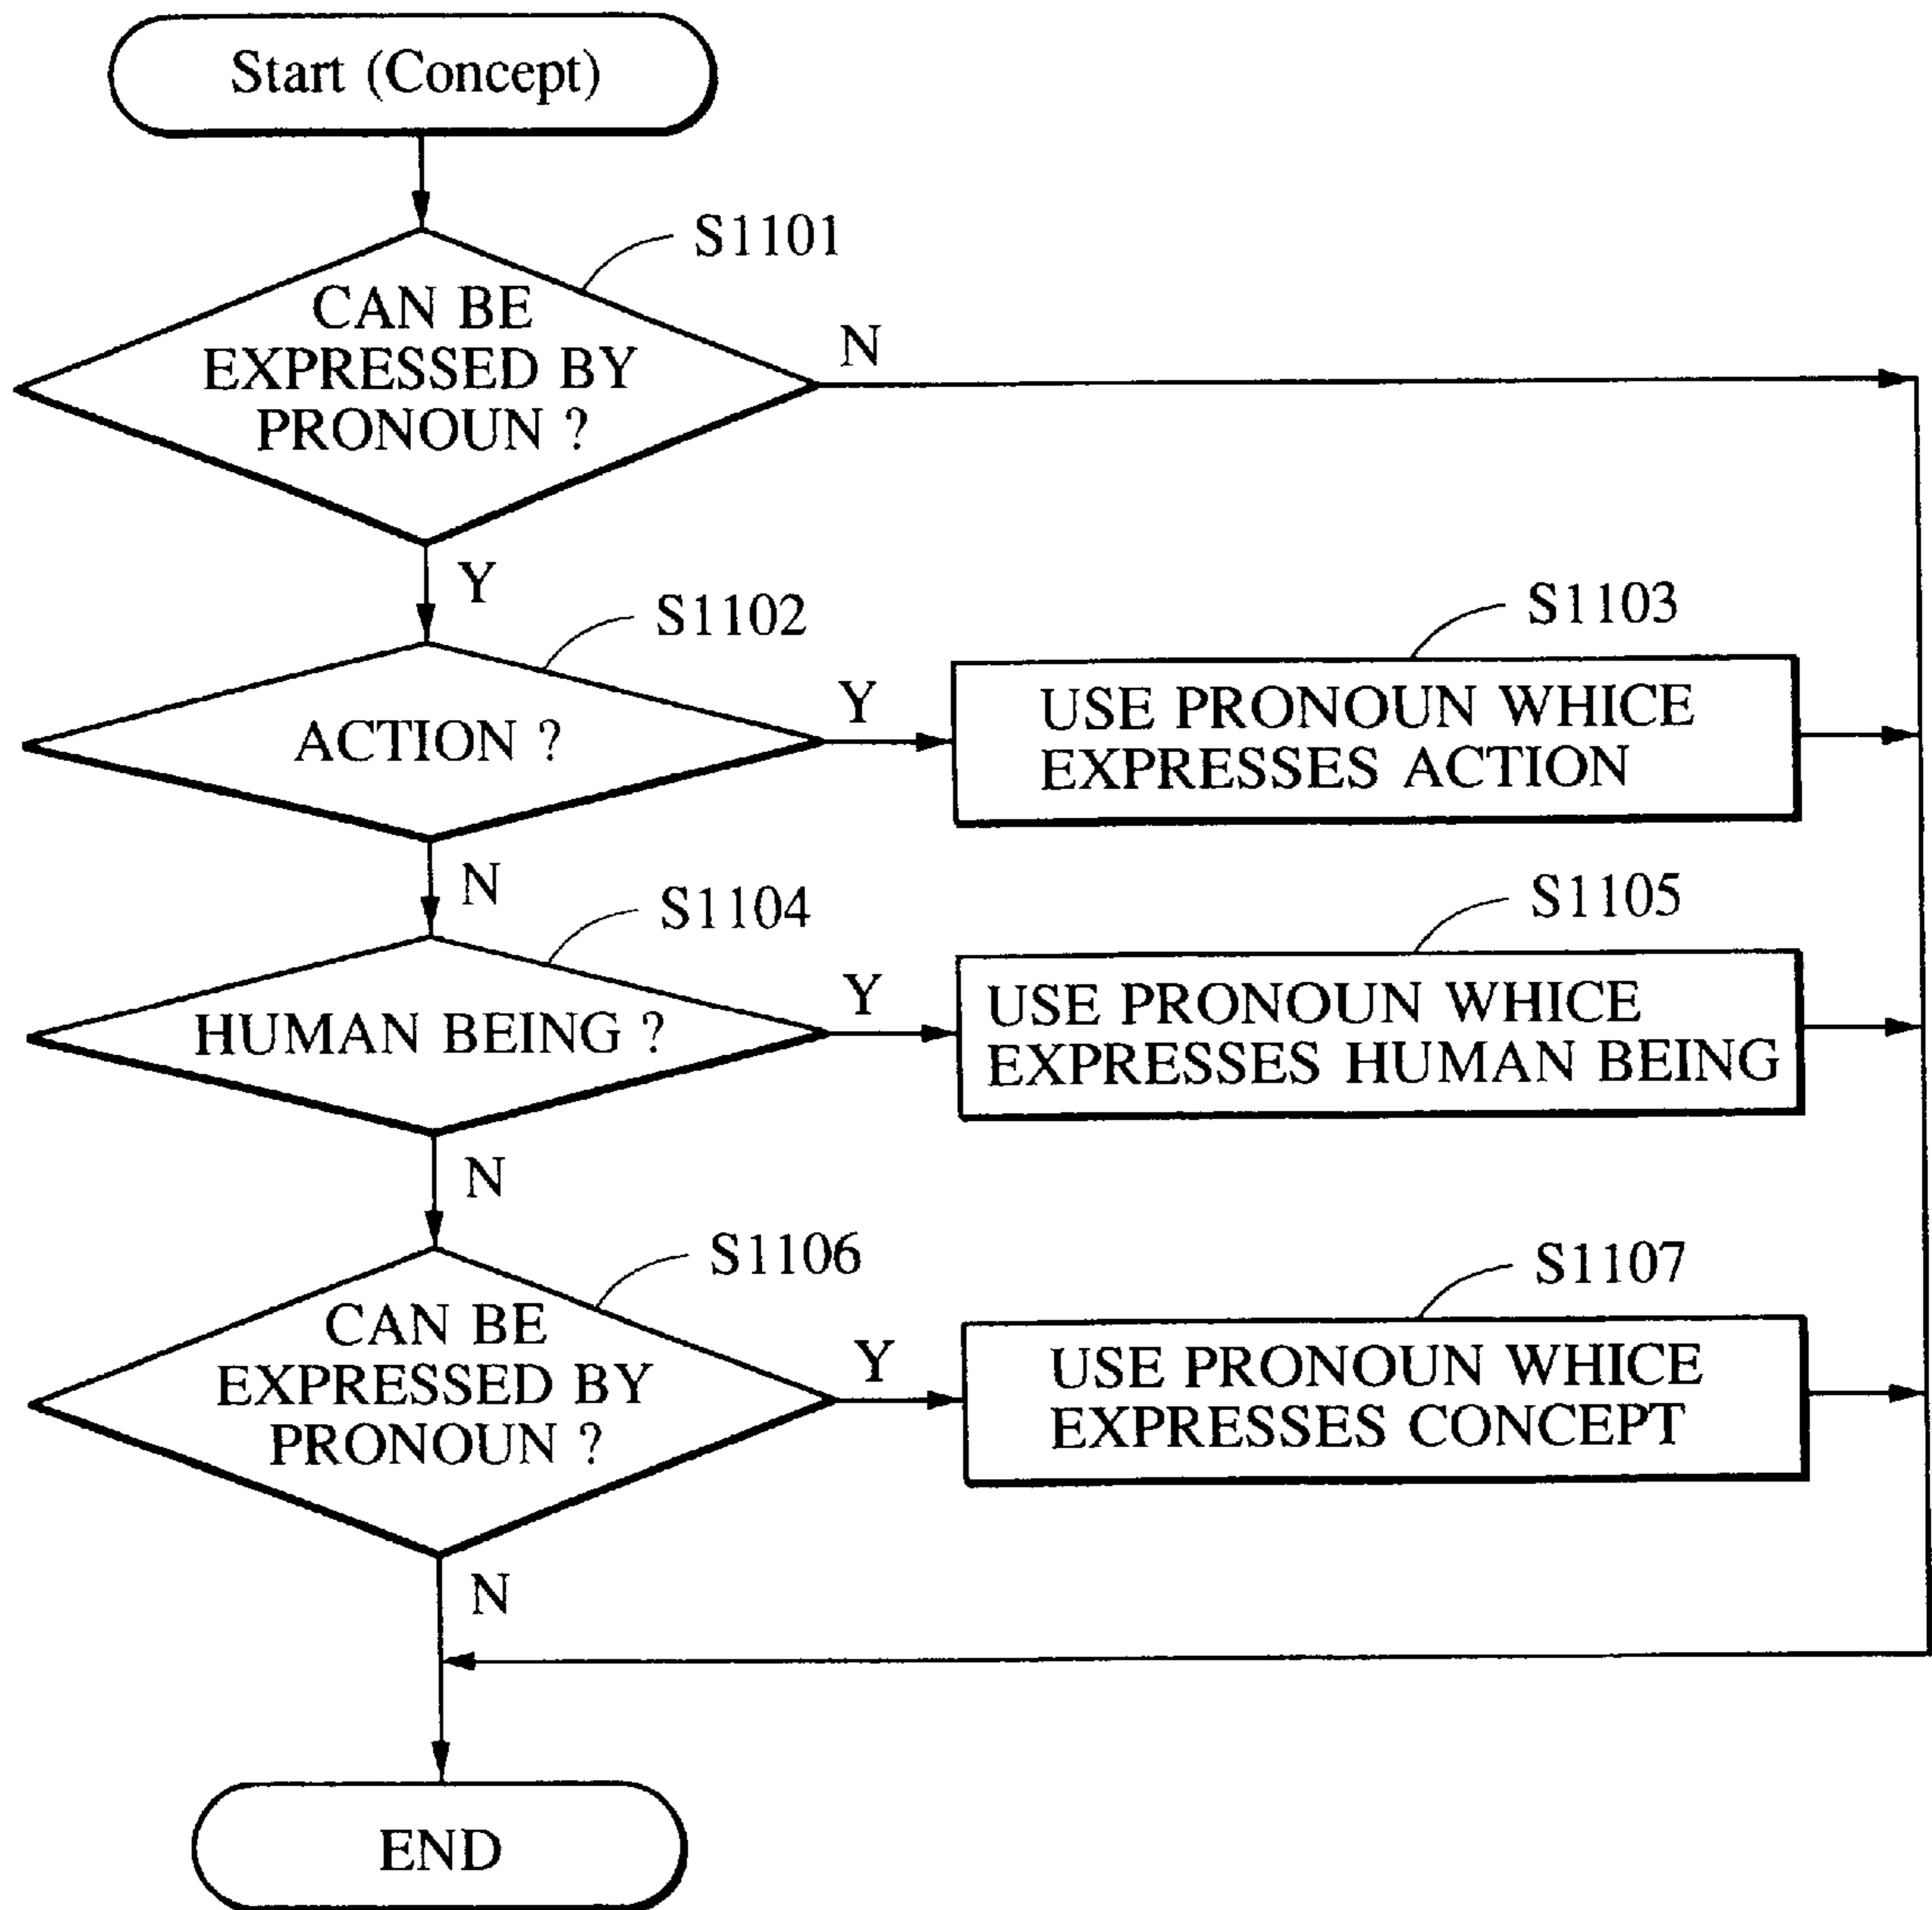 Start (Concept)
S1101
CAN BE
EXPRESSED BY
PRONOUN ?
N
Y
S1102
ACTION ?
Y
S1103
USE PRONOUN WHICE
EXPRESSES ACTION
N
S1104
HUMAN BEING ?
Y
S1105
USE PRONOUN WHICE
EXPRESSES HUMAN BEING
N
S1106
CAN BE
EXPRESSED BY
PRONOUN ?
Y
S1107
USE PRONOUN WHICE
EXPRESSES CONCEPT
N
END